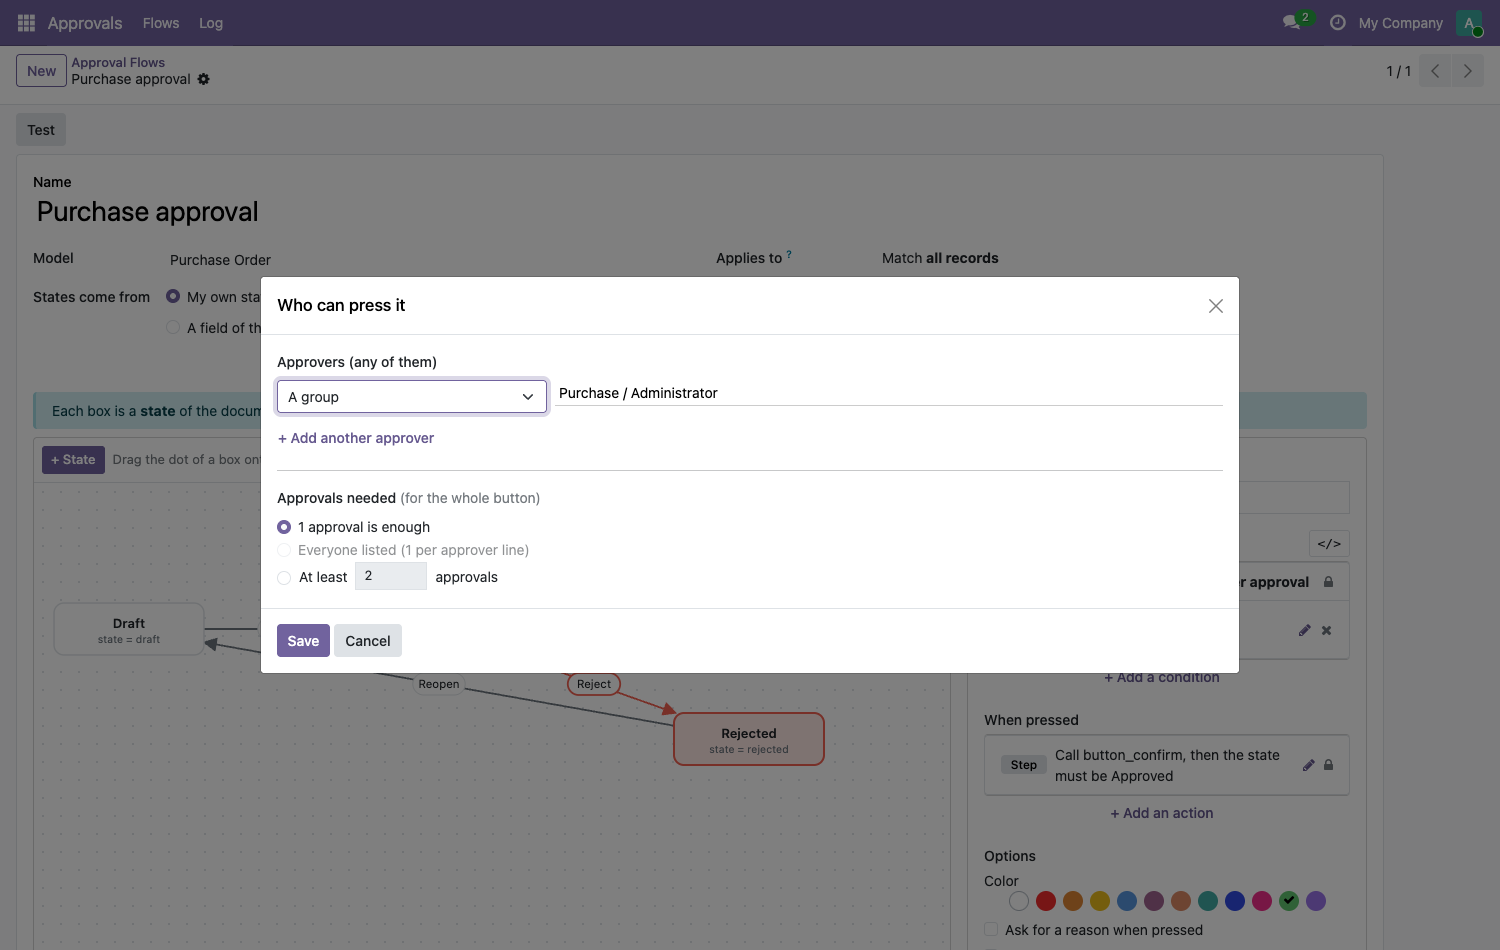 Approvals Flows Log 2 My Company A
New Approval Flows
Purchase approval
1 / 1
Test
Name
Purchase approval
Model Purchase Order Applies to ? Match all records
States come from My own sta
A field of th
Who can press it
Approvers (any of them)
A group Purchase / Administrator
+ Add another approver
Each box is a state of the docum
+ State Drag the dot of a box ont
Approvals needed (for the whole button)
1 approval is enough
Everyone listed (1 per approver line)
At least 2 approvals
Save Cancel
</>
r approval
Draft
state = draft
Reopen
Reject
Rejected
state = rejected
+ Add a condition
When pressed
Step Call button_confirm, then the state
must be Approved
+ Add an action
Options
Color
Ask for a reason when pressed